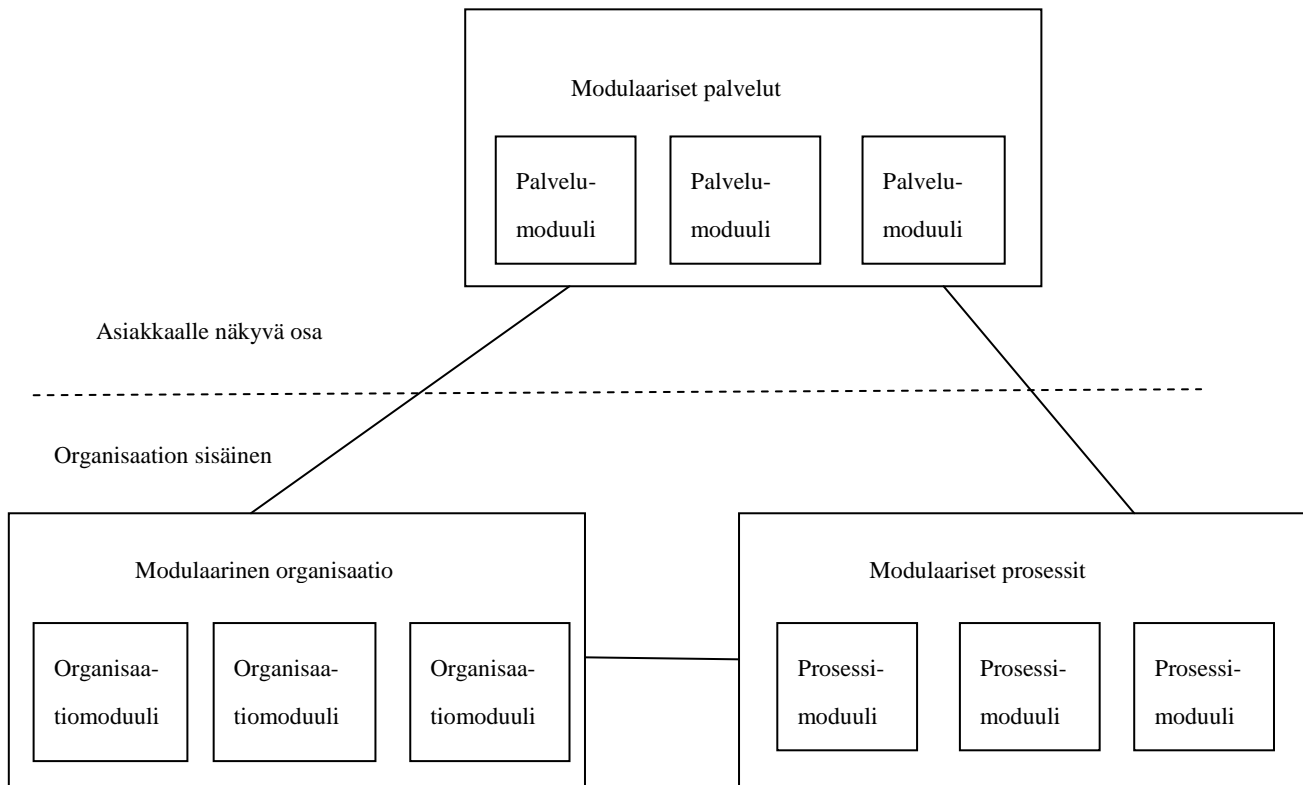 Modulaariset palvelut
Palvelu-
moduuli
Palvelu-
moduuli
Palvelu-
moduuli
Asiakkaalle näkyvä osa
Organisaation sisäinen
Modulaarinen organisaatio
Organisaa-
tiomoduuli
Organisaa-
tiomoduuli
Organisaa-
tiomoduuli
Modulaariset prosessit
Prosessi-
moduuli
Prosessi-
moduuli
Prosessi-
moduuli